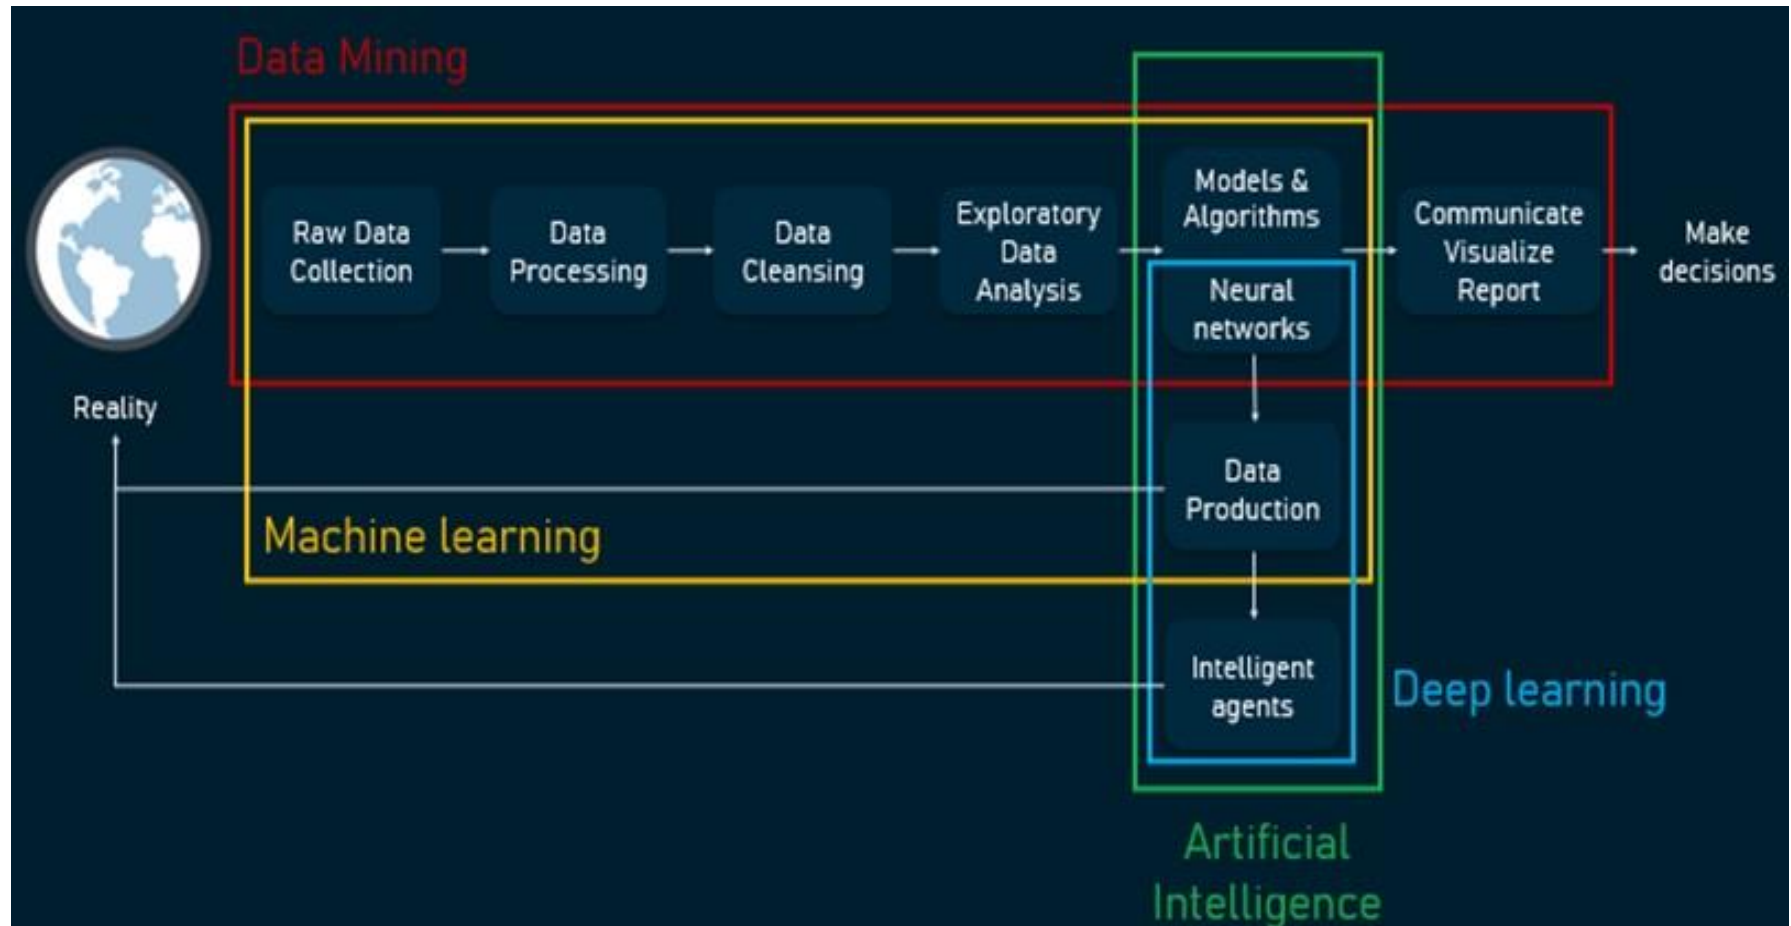 Data Mining
Raw Data
Collection
Data
Processing
Data
Cleansing
Exploratory
Data
Analysis
Models &
Algorithms
Neural
networks
Communicate
Visualize
Report
Make
decisions
Reality
Data
Production
Machine learning
Intelligent
agents
Deep learning
Artificial
Intelligence